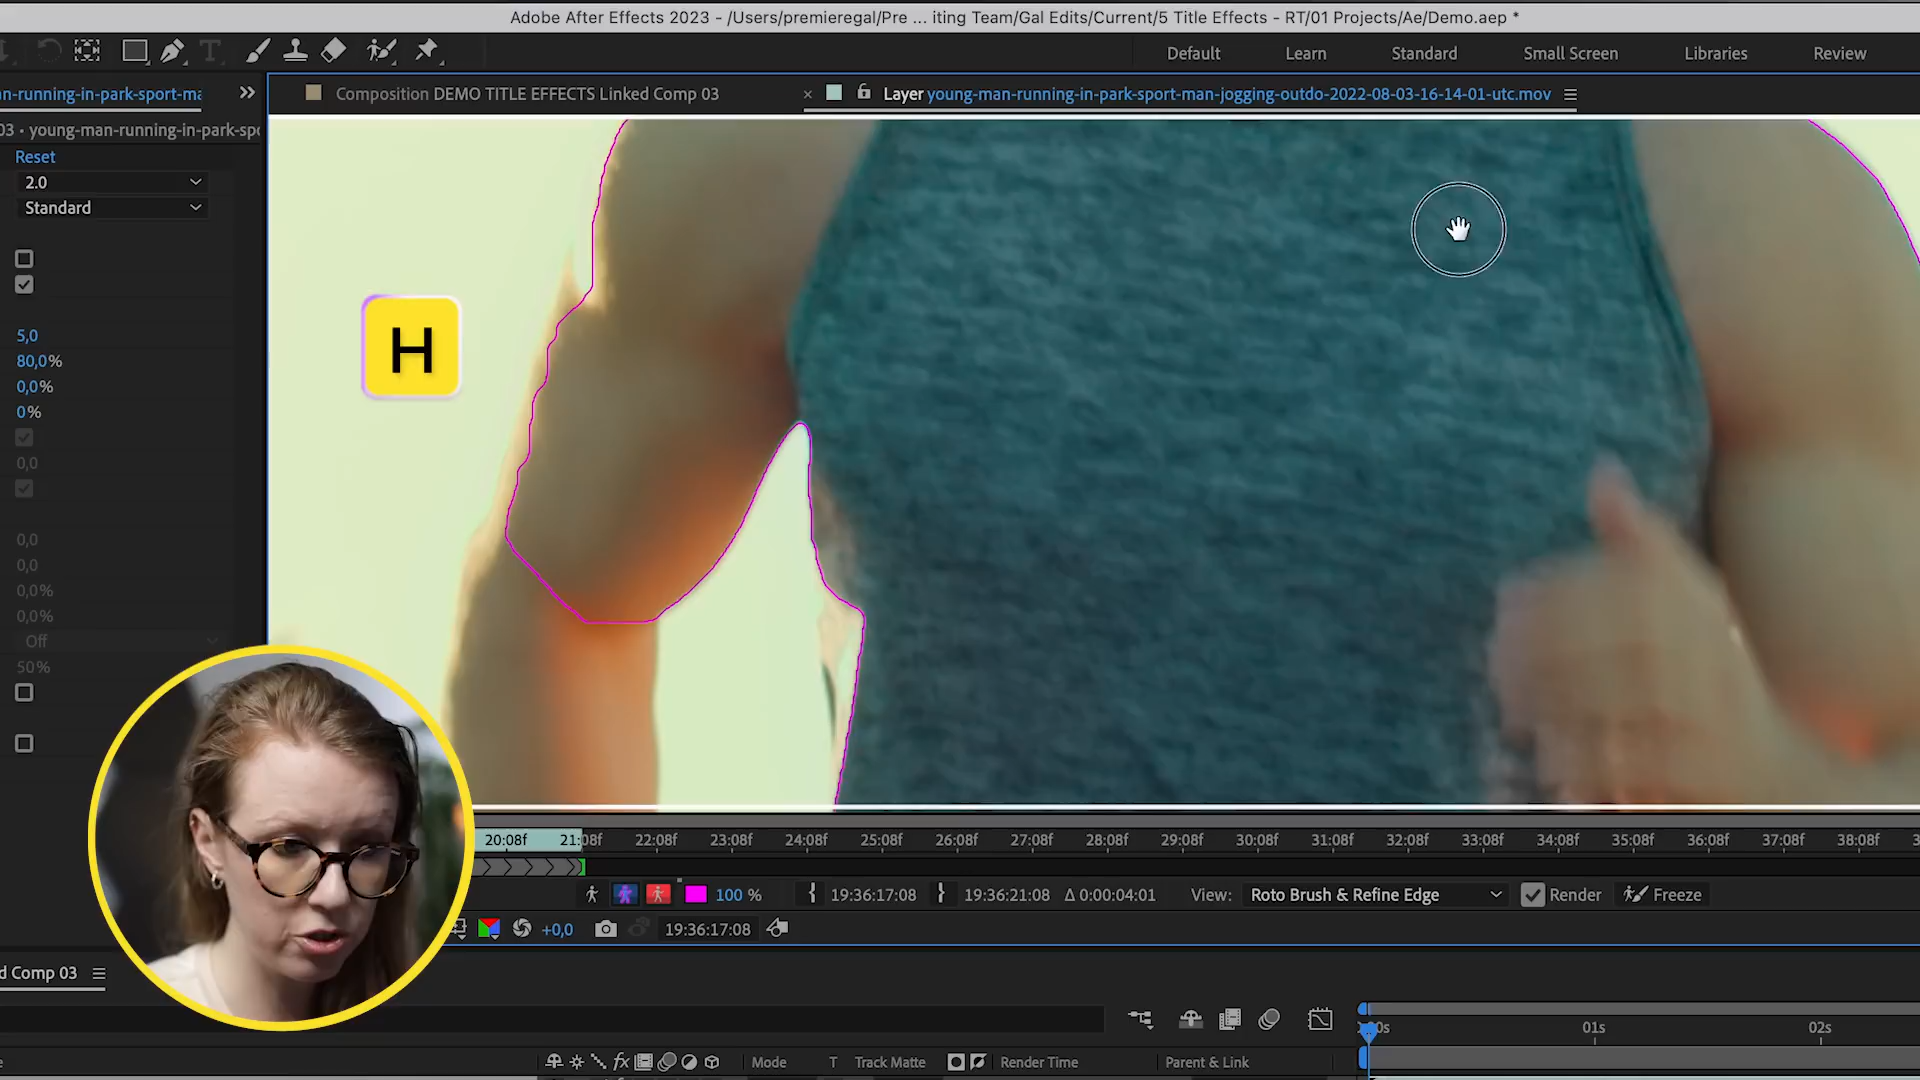 Adobe After Effects 2023 - /Users/premieregal/Pre ... iting Team/Gal Edits/Current/5 Title Effects - RT/01 Projects/Ae/Demo.aep *
Default Learn Standard Small Screen Libraries Review
an-running-in-park-sport-ma
Composition DEMO TITLE EFFECTS Linked Comp 03
Layer young-man-running-in-park-sport-man-jogging-outdo-2022-08-03-16-14-01-utc.mov
03 • young-man-running-in-park-spo
Reset
2.0
Standard
H
5,0
80,0%
0,0%
0%
0,0
0,0
0,0
0,0%
0,0%
Off
50%
20:08f 21:08f 22:08f 23:08f 24:08f 25:08f 26:08f 27:08f 28:08f 29:08f 30:08f 31:08f 32:08f 33:08f 34:08f 35:08f 36:08f 37:08f 38:08f
100 % 19:36:17:08 19:36:21:08 Δ 0:00:04:01 View: Roto Brush & Refine Edge Render Freeze
+0,0 19:36:17:08
d Comp 03
00s 01s 02s
fx Mode T Track Matte Render Time Parent & Link